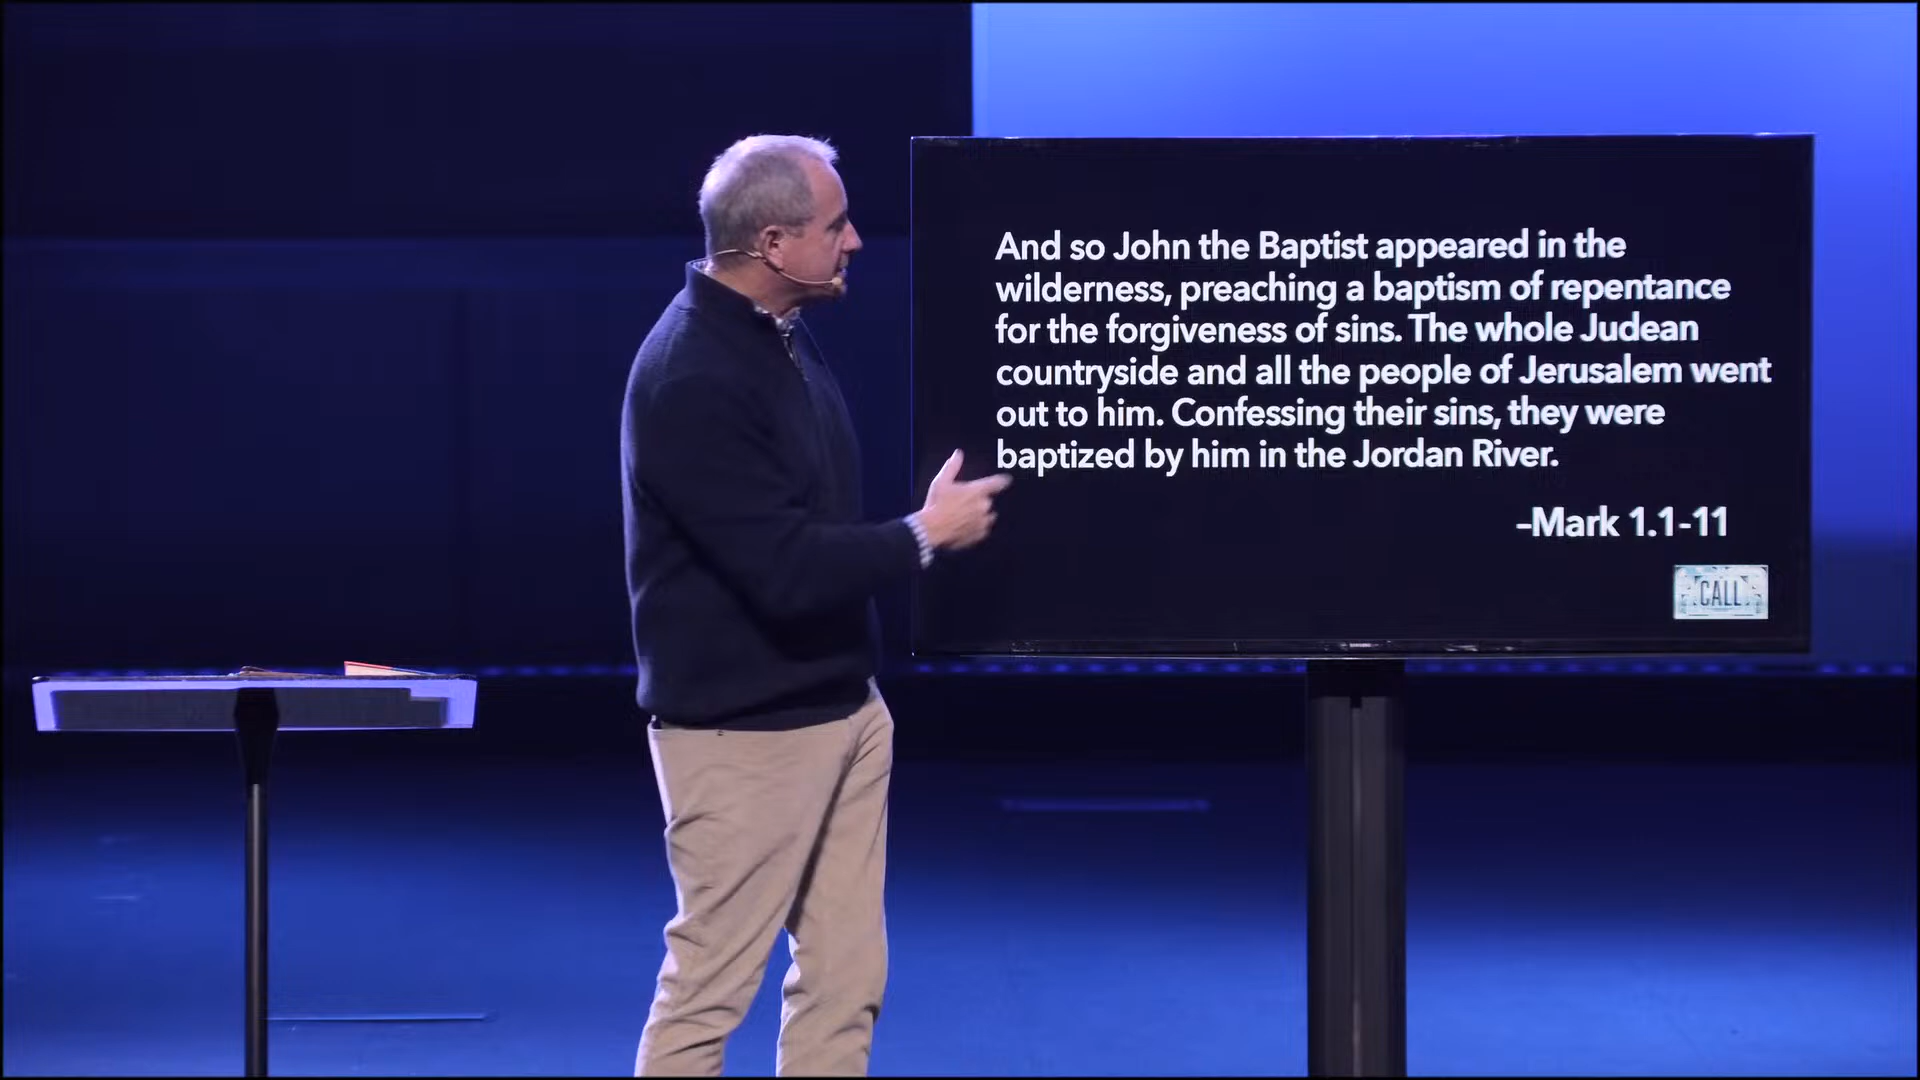 And so John the Baptist appeared in the
wilderness, preaching a baptism of repentance
for the forgiveness of sins. The whole Judean
countryside and all the people of Jerusalem went
out to him. Confessing their sins, they were
baptized by him in the Jordan River.
–Mark 1.1-11
CALL